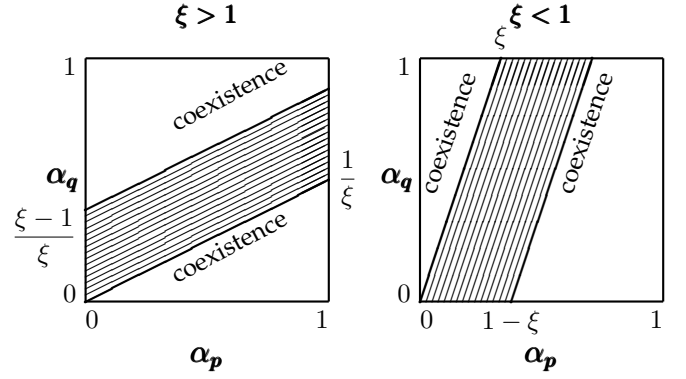 ξ > 1
1
coexistence
α_q
(ξ − 1)/ξ
1/ξ
coexistence
0
0
1
α_p
ξ < 1
ξ
1
coexistence
coexistence
α_q
0
0
1 − ξ
1
α_p